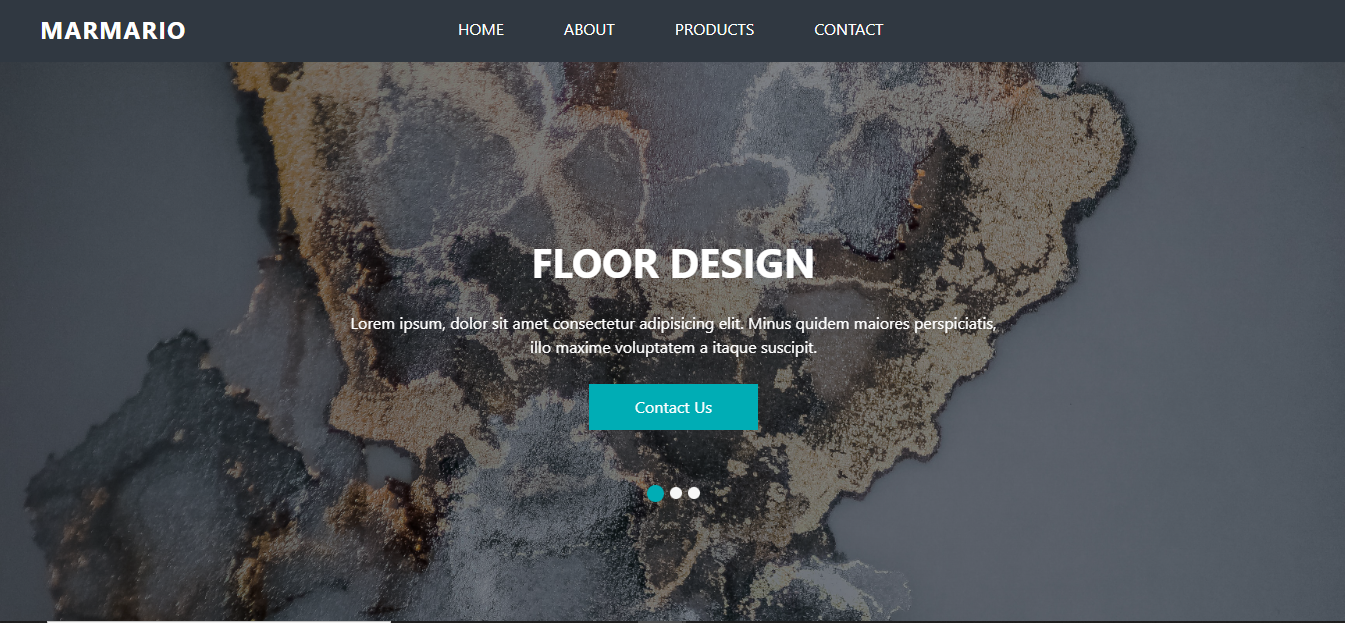 MARMARIO
HOME ABOUT PRODUCTS CONTACT
FLOOR DESIGN
Lorem ipsum, dolor sit amet consectetur adipisicing elit. Minus quidem maiores perspiciatis,
illo maxime voluptatem a itaque suscipit.
Contact Us